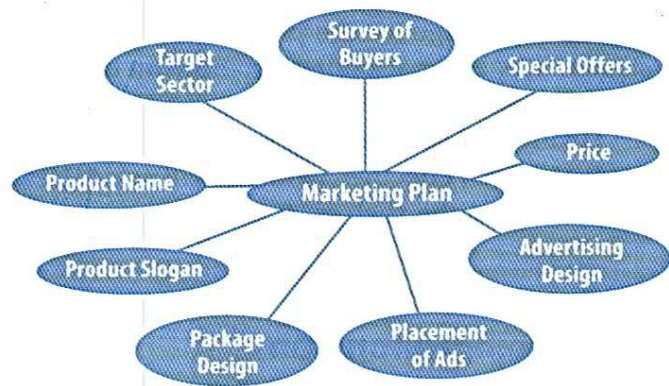 Survey of
Buyers
Target
Sector
Special Offers
Price
Product Name
Marketing Plan
Advertising
Design
Product Slogan
Package
Design
Placement
of Ads